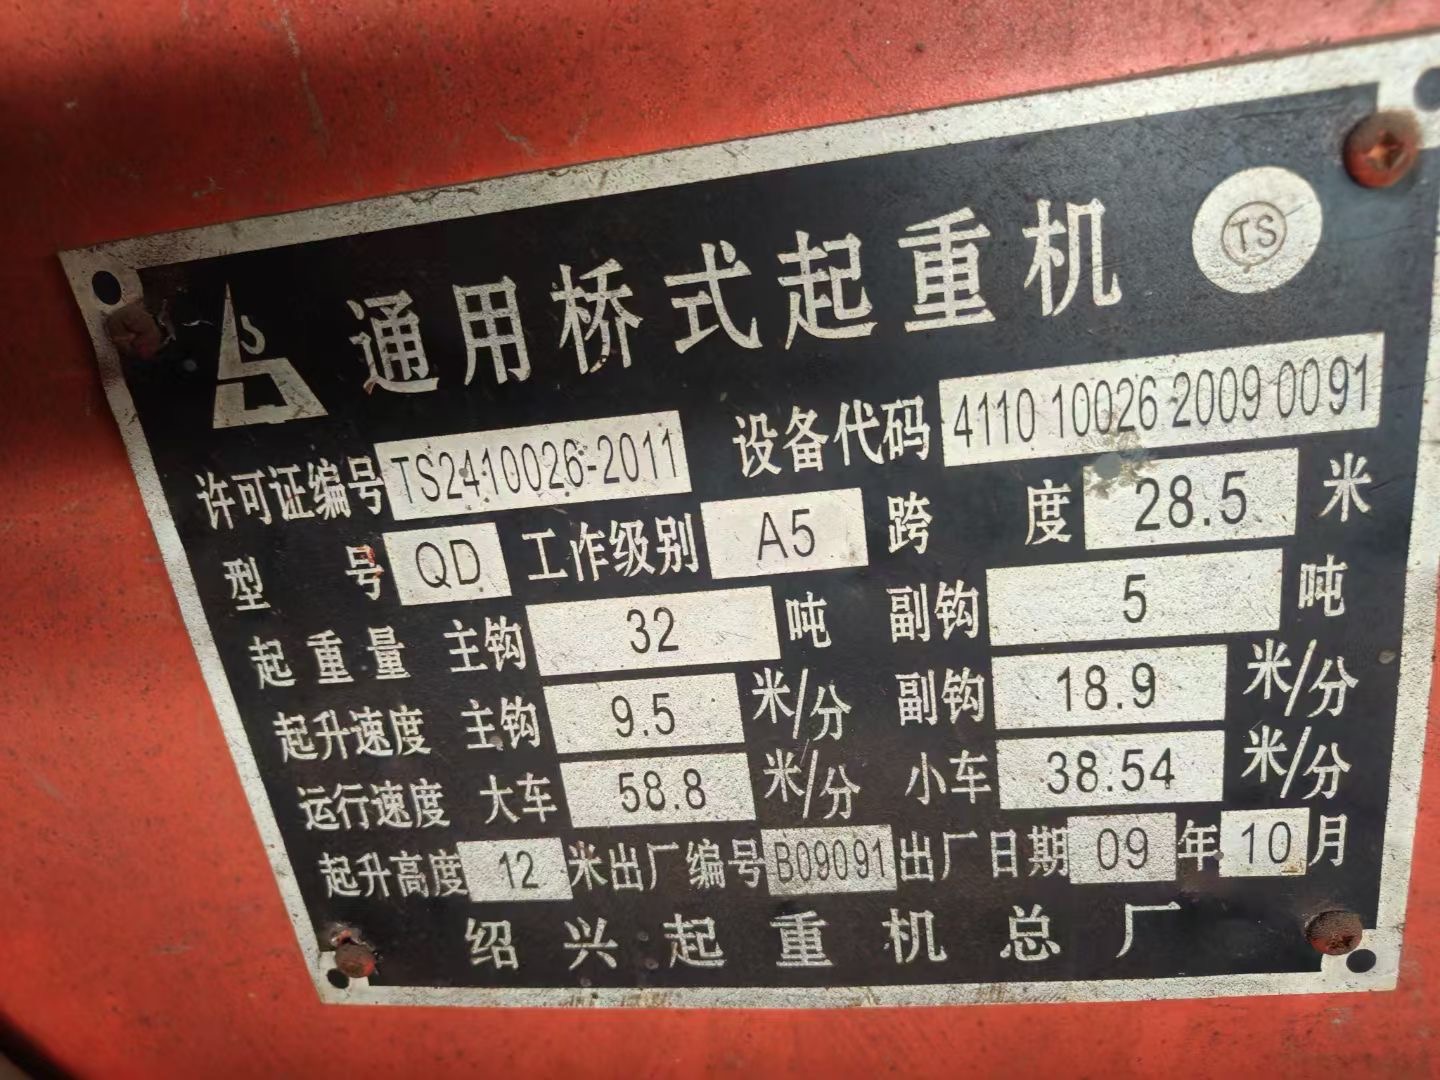 通用桥式起重机 TS
许可证编号 TS2410026-2011 设备代码 4110 10026 2009 0091
型号 QD 工作级别 A5 跨度 28.5 米
起重量 主钩 32 吨 副钩 5 吨
起升速度 主钩 9.5 米/分 副钩 18.9 米/分
运行速度 大车 58.8 米/分 小车 38.54 米/分
起升高度 12 米 出厂编号 B09091 出厂日期 09 年 10 月
绍兴起重机总厂